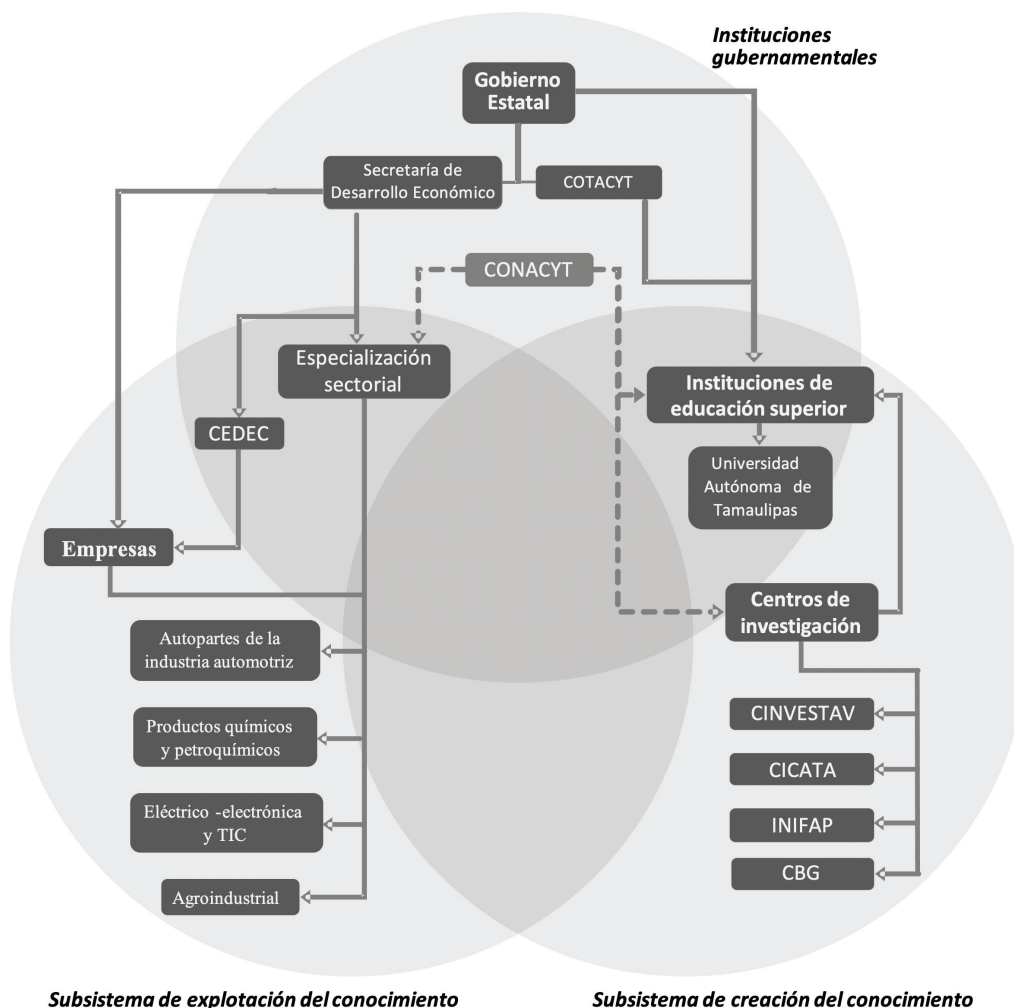 Instituciones
gubernamentales
Gobierno
Estatal
Secretaría de
Desarrollo Económico
COTACYT
CONACYT
Especialización
sectorial
Instituciones de
educación superior
CEDEC
Universidad
Autónoma de
Tamaulipas
Empresas
Centros de
investigación
Autopartes de la
industria automotriz
Productos químicos
y petroquímicos
Eléctrico -electrónica
y TIC
Agroindustrial
CINVESTAV
CICATA
INIFAP
CBG
Subsistema de explotación del conocimiento
Subsistema de creación del conocimiento